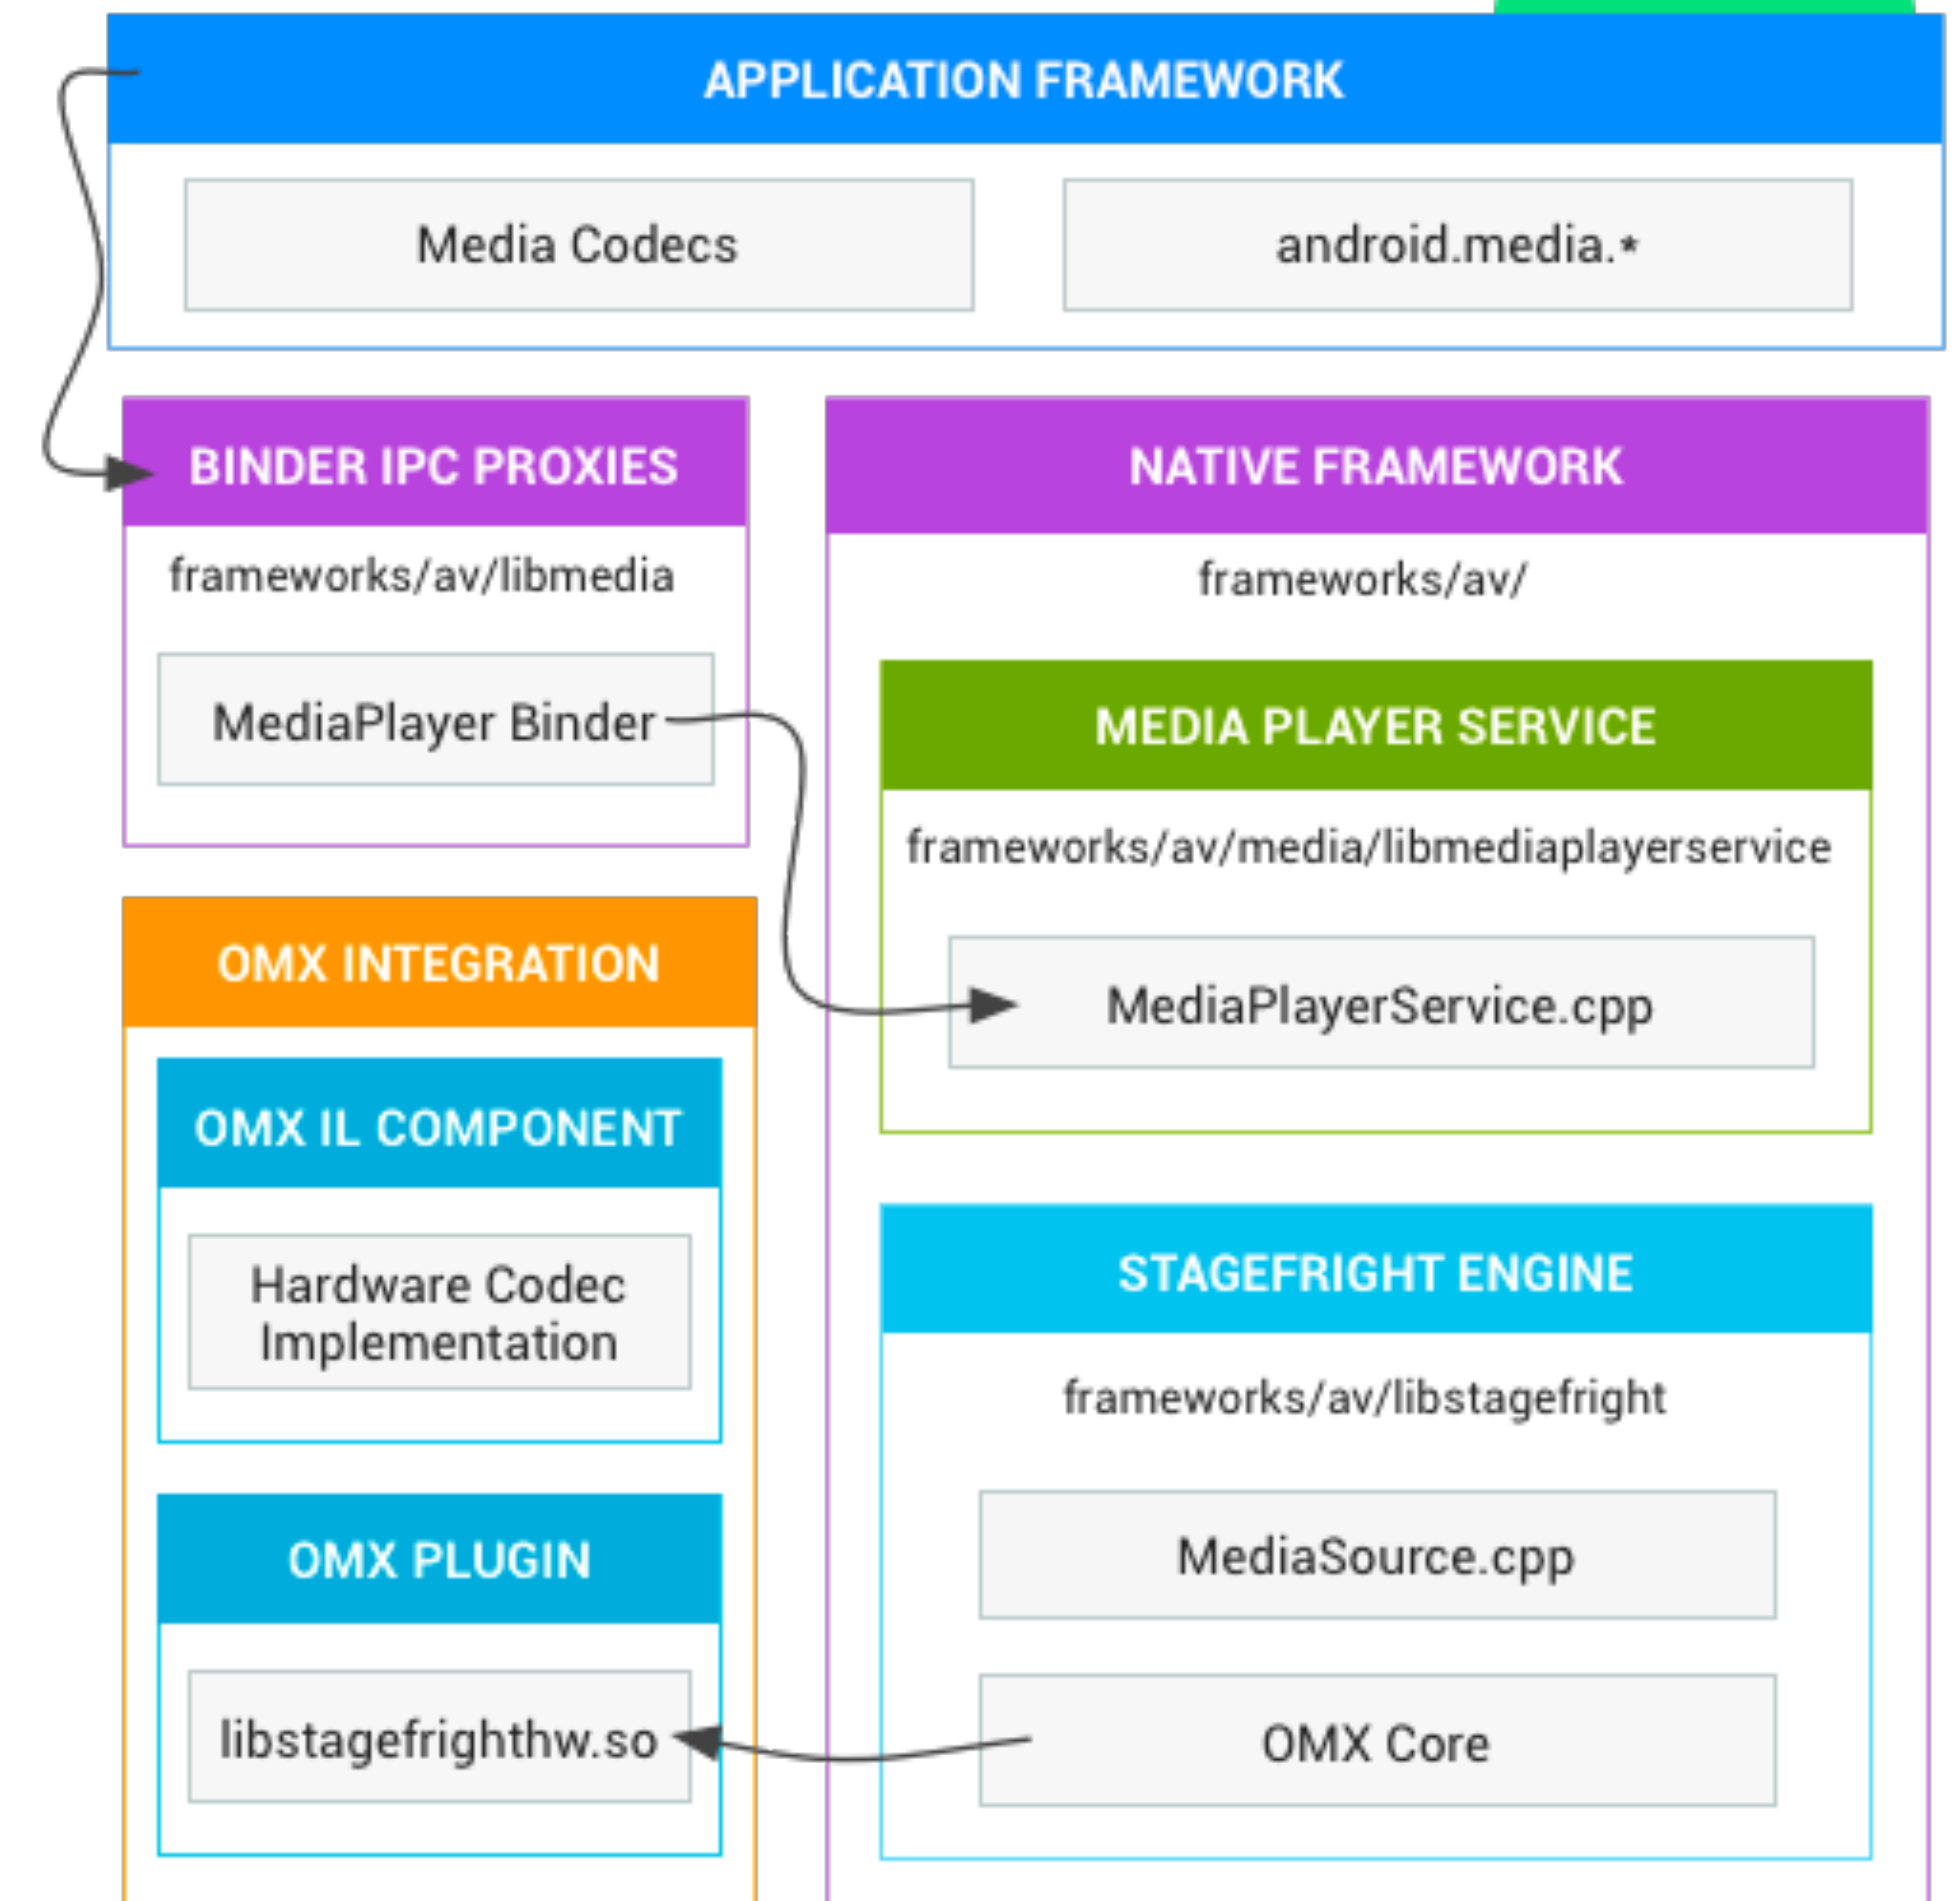 APPLICATION FRAMEWORK
Media Codecs
android.media.*
BINDER IPC PROXIES
frameworks/av/libmedia
MediaPlayer Binder
NATIVE FRAMEWORK
frameworks/av/
MEDIA PLAYER SERVICE
frameworks/av/media/libmediaplayerservice
MediaPlayerService.cpp
OMX INTEGRATION
OMX IL COMPONENT
Hardware Codec
Implementation
OMX PLUGIN
libstagefrighthw.so
STAGEFRIGHT ENGINE
frameworks/av/libstagefright
MediaSource.cpp
OMX Core